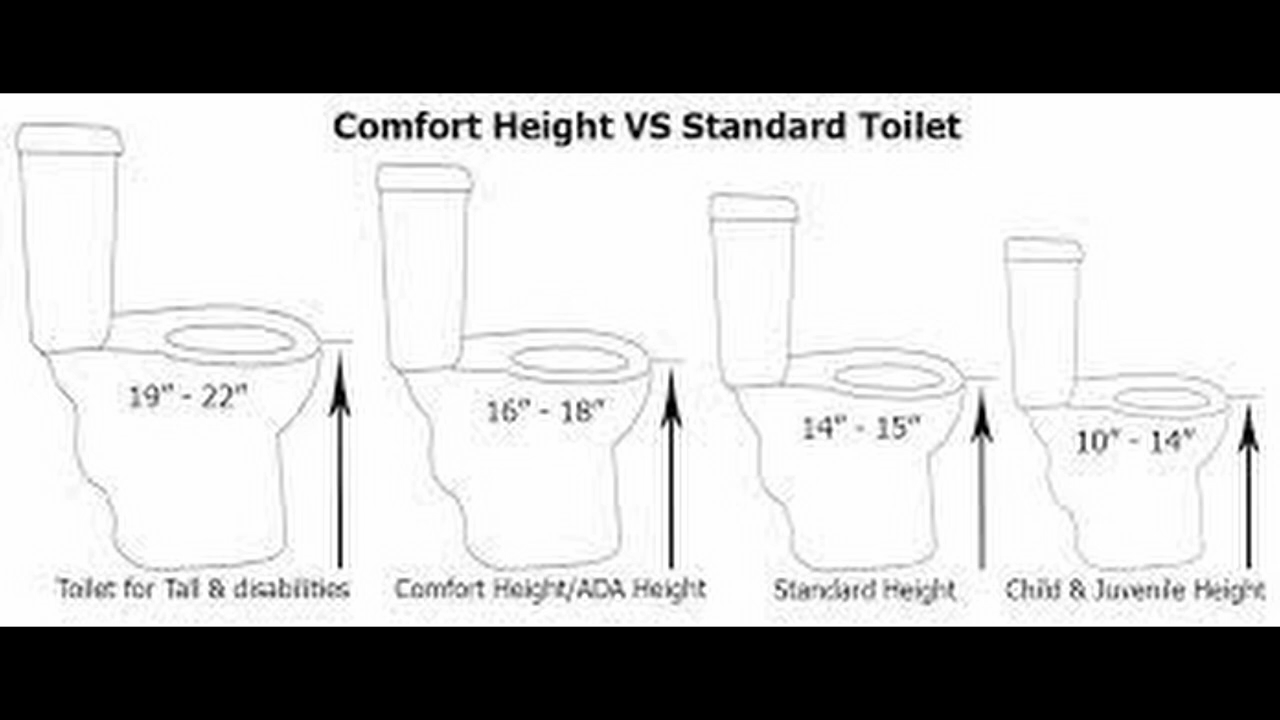 Comfort Height VS Standard Toilet
19" - 22"
16" - 18"
14" - 15"
10" - 14"
Toilet for Tall & disabilities
Comfort Height/ADA Height
Standard Height
Child & Juvenile Height